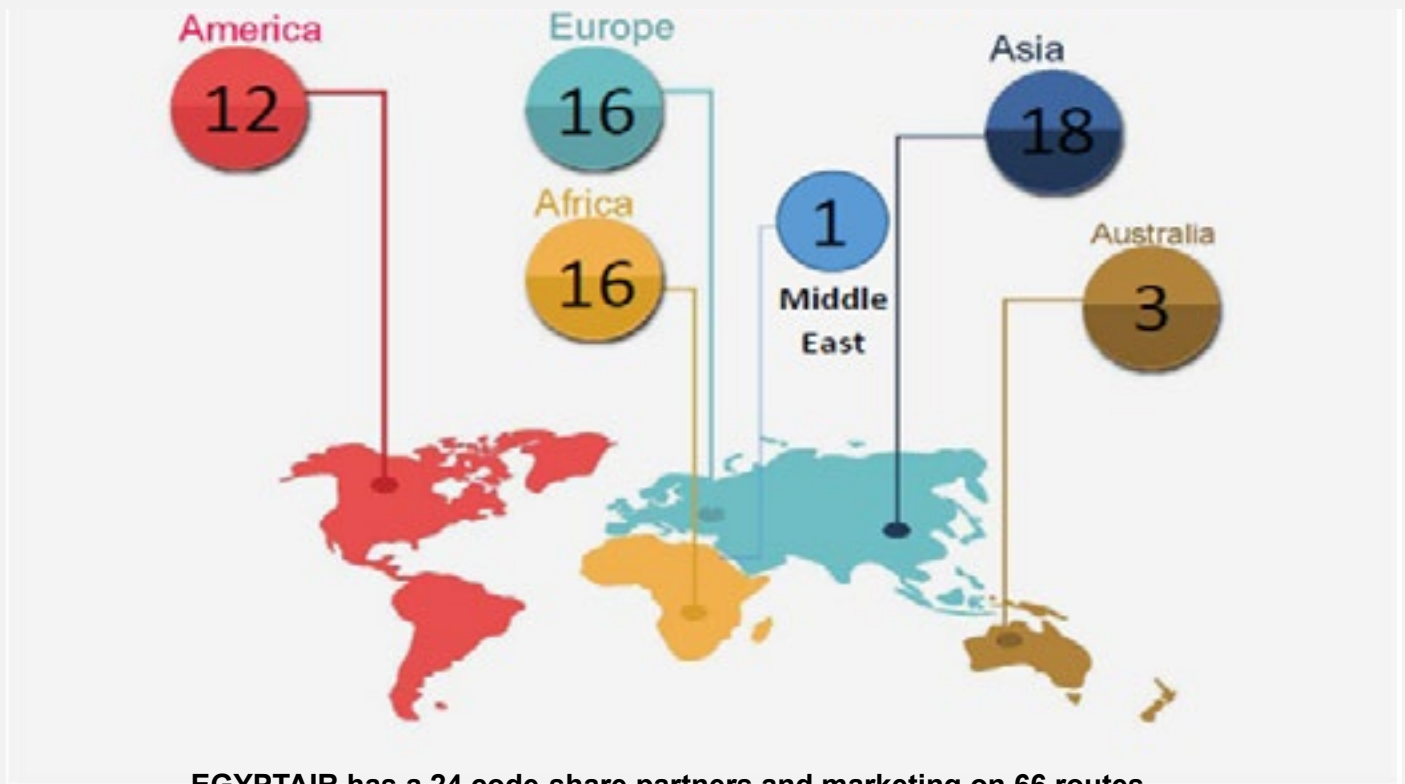 America
12
Europe
16
Asia
18
Africa
16
1
Middle
East
Australia
3
EGYPTAIR has a 24 code-share partners and marketing on 66 routes